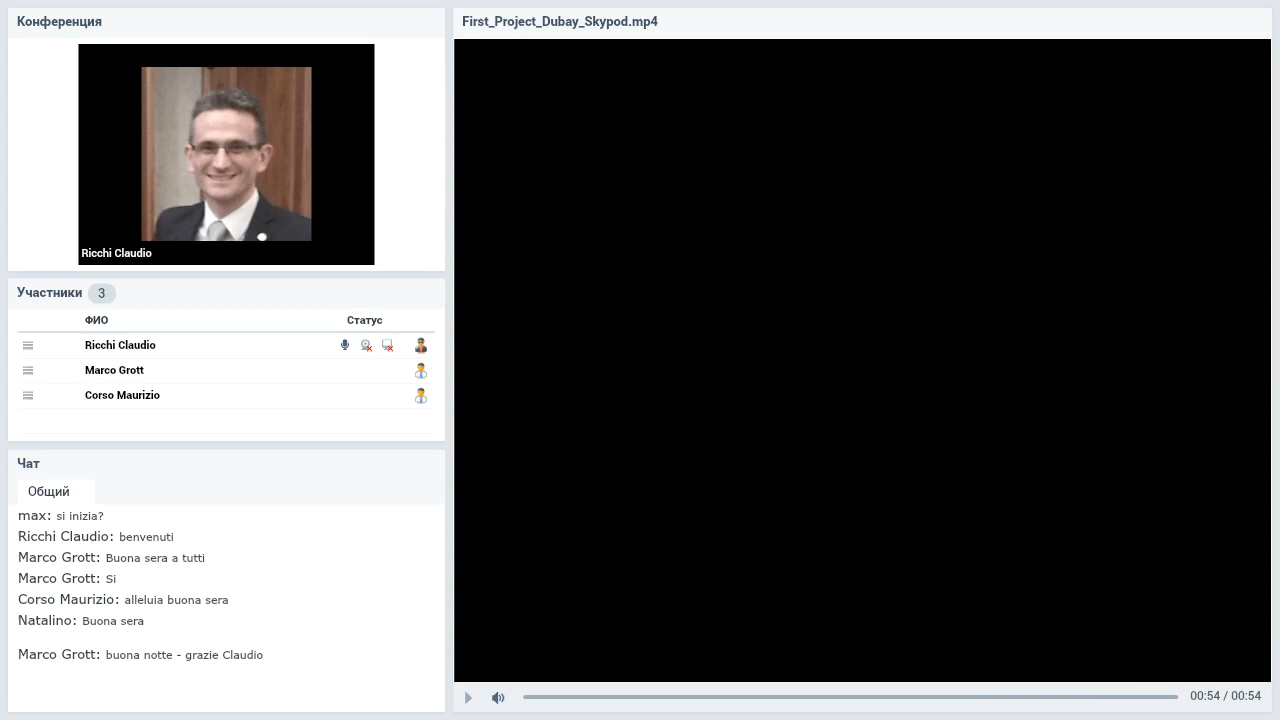 Конференция
Ricchi Claudio
Участники 3
ФИО Статус
Ricchi Claudio
Marco Grott
Corso Maurizio
Чат
Общий
max: si inizia?
Ricchi Claudio: benvenuti
Marco Grott: Buona sera a tutti
Marco Grott: Si
Corso Maurizio: alleluia buona sera
Natalino: Buona sera
Marco Grott: buona notte - grazie Claudio
First_Project_Dubay_Skypod.mp4
00:54 / 00:54